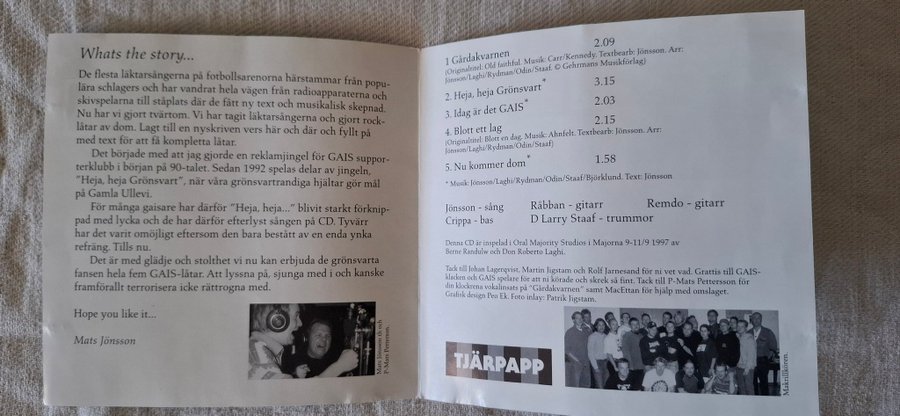 Whats the story...
De flesta läktarsångerna på fotbollsarenorna härstammar från popu-
lära schlagers och har vandrat hela vägen från radioapparaterna och
skivspelarna till ståplats där de fått ny text och musikalisk skepnad.
Nu har vi gjort tvärtom. Vi har tagit läktarsångerna och gjort rock-
låtar av dom. Lagt till en nyskriven vers här och där och fyllt på
med text för att få kompletta låtar.
Det började med att jag gjorde en reklamjingel för GAIS suppor-
terklubb i början på 90-talet. Sedan 1992 spelas delar av jingeln,
"Heja, heja Grönsvart", när våra grönsvartrandiga hjältar gör mål
på Gamla Ullevi.
För många gaisare har därför "Heja, heja..." blivit starkt förknip-
pad med lycka och de har därför efterlyst sången på CD. Tyvärr
har det varit omöjligt eftersom den bara bestått av en enda ynka
refräng. Tills nu.
Det är med glädje och stolthet vi nu kan erbjuda de grönsvarta
fansen hela fem GAIS-låtar. Att lyssna på, sjunga med i och kanske
framförallt terrorisera icke rättrogna med.
Hope you like it...
Mats Jönsson
Mats Jönsson th och
P-Mats Pettersson.
1 Gårdakvarnen 2.09
(Originaltitel: Old faithful. Musik: Carr/Kennedy. Textbearb: Jönsson. Arr:
Jönsson/Laghi/Rydman/Odin/Staaf. © Gehrmans Musikförlag)
2. Heja, heja Grönsvart* 3.15
3. Idag är det GAIS* 2.03
4. Blott ett lag 2.15
(Originaltitel: Blott en dag. Musik: Ahnfelt. Textbearb: Jönsson. Arr:
Jönsson/Laghi/Rydman/Odin/Staaf)
5. Nu kommer dom* 1.58
* Musik: Jönsson/Laghi/Rydman/Odin/Staaf/Björklund. Text: Jönsson
Jönsson - sång Råbban - gitarr Remdo - gitarr
Crippa - bas D Larry Staaf - trummor
Denna CD är inspelad i Oral Majority Studios i Majorna 9-11/9 1997 av
Berne Randulw och Don Roberto Laghi.
Tack till Johan Lagerqvist, Martin Jigstam och Rolf Jarnesand för ni vet vad. Grattis till GAIS-
klacken och GAIS spelare för att ni körade och skrek så fint. Tack till P-Mats Pettersson för
din klockrena vokalinsats på "Gårdakvarnen" samt MacEttan för hjälp med omslaget.
Grafisk design Pen Ek. Foto inlay: Patrik Jigstam.
TJÄRPAPP
Makrillkören.